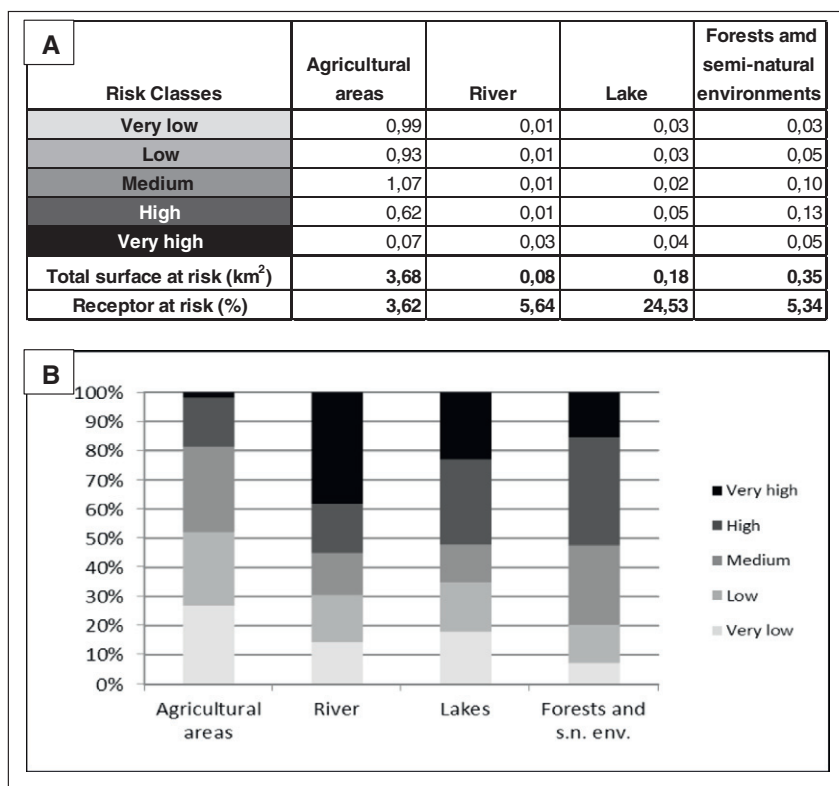 A
Risk Classes Agricultural areas River Lake Forests amd semi-natural environments
Very low 0,99 0,01 0,03 0,03
Low 0,93 0,01 0,03 0,05
Medium 1,07 0,01 0,02 0,10
High 0,62 0,01 0,05 0,13
Very high 0,07 0,03 0,04 0,05
Total surface at risk (km²) 3,68 0,08 0,18 0,35
Receptor at risk (%) 3,62 5,64 24,53 5,34
B
100%
90%
80%
70%
60%
50%
40%
30%
20%
10%
0%
Agricultural areas River Lakes Forests and s.n. env.
Very high
High
Medium
Low
Very low